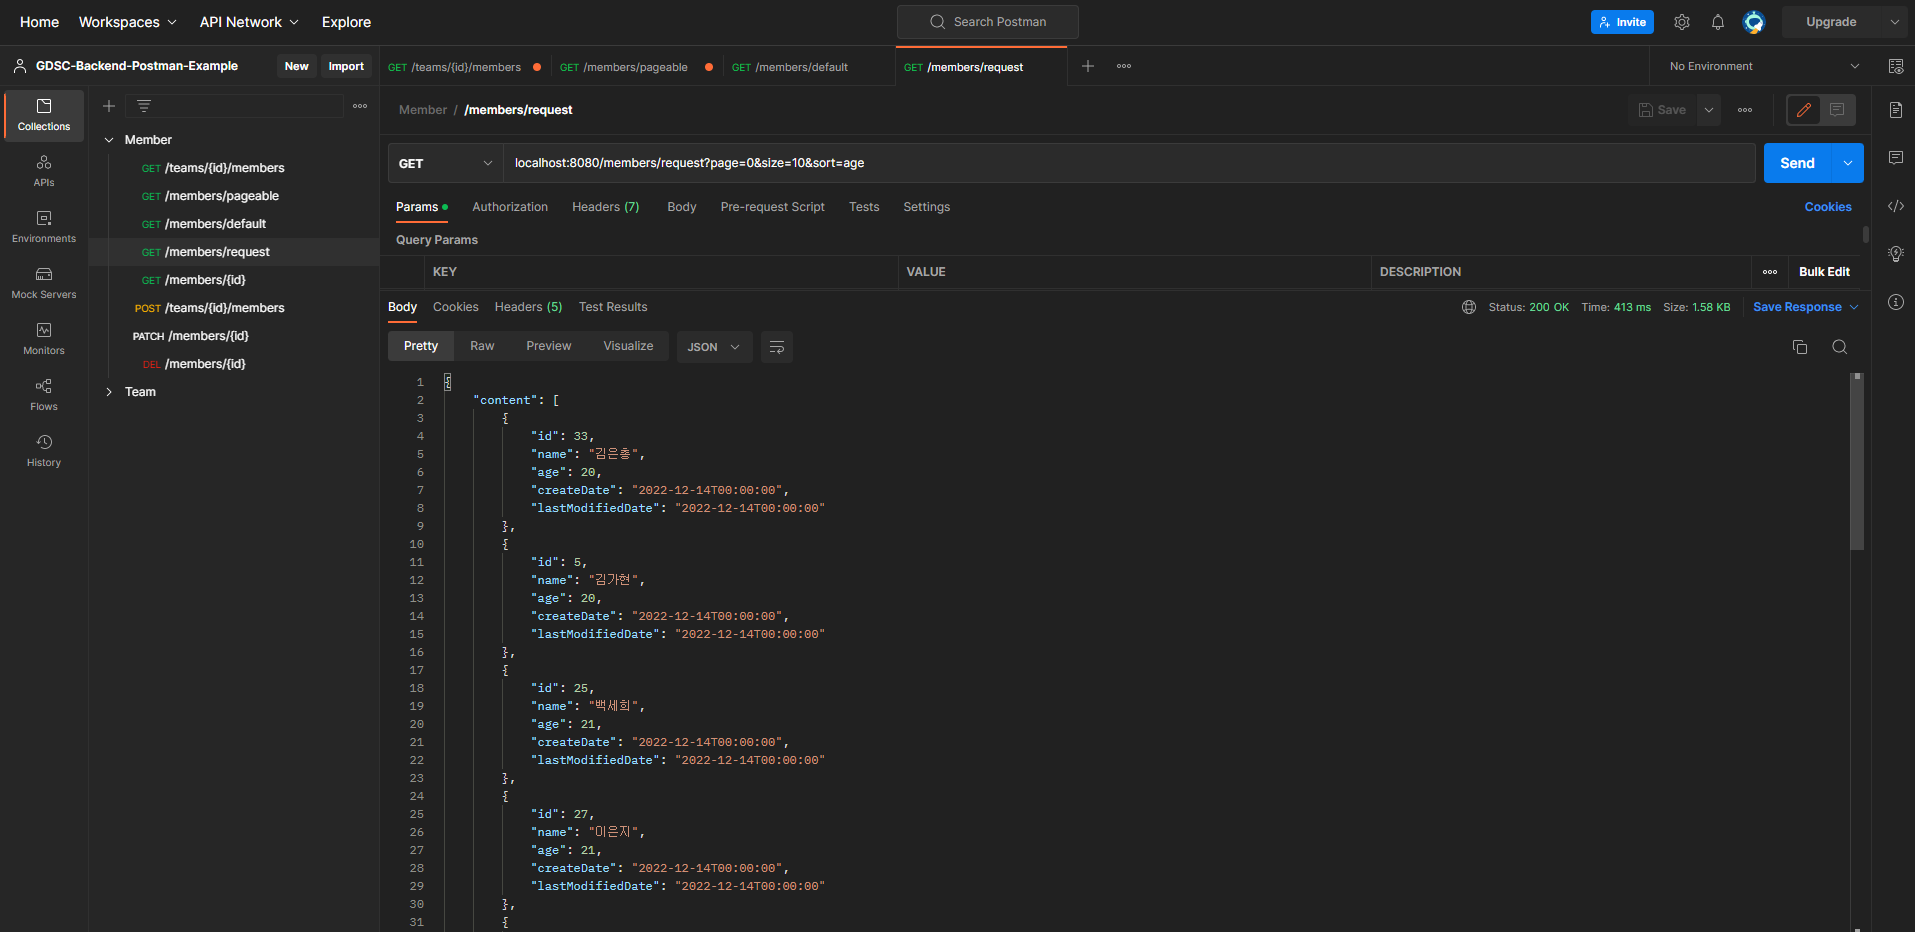 Home Workspaces API Network Explore Search Postman Invite Upgrade
GDSC-Backend-Postman-Example New Import
GET /teams/{id}/members GET /members/pageable GET /members/default GET /members/request No Environment
Collections
APIs
Environments
Mock Servers
Monitors
Flows
History
Member
GET /teams/{id}/members
GET /members/pageable
GET /members/default
GET /members/request
GET /members/{id}
POST /teams/{id}/members
PATCH /members/{id}
DEL /members/{id}
Team
Member / /members/request Save
GET localhost:8080/members/request?page=0&size=10&sort=age Send
Params Authorization Headers (7) Body Pre-request Script Tests Settings Cookies
Query Params
KEY VALUE DESCRIPTION Bulk Edit
Body Cookies Headers (5) Test Results Status: 200 OK Time: 413 ms Size: 1.58 KB Save Response
Pretty Raw Preview Visualize JSON
1 {
2 "content": [
3 {
4 "id": 33,
5 "name": "김은홍",
6 "age": 20,
7 "createDate": "2022-12-14T00:00:00",
8 "lastModifiedDate": "2022-12-14T00:00:00"
9 },
10 {
11 "id": 5,
12 "name": "김가현",
13 "age": 20,
14 "createDate": "2022-12-14T00:00:00",
15 "lastModifiedDate": "2022-12-14T00:00:00"
16 },
17 {
18 "id": 25,
19 "name": "백세희",
20 "age": 21,
21 "createDate": "2022-12-14T00:00:00",
22 "lastModifiedDate": "2022-12-14T00:00:00"
23 },
24 {
25 "id": 27,
26 "name": "이은지",
27 "age": 21,
28 "createDate": "2022-12-14T00:00:00",
29 "lastModifiedDate": "2022-12-14T00:00:00"
30 },
31 {